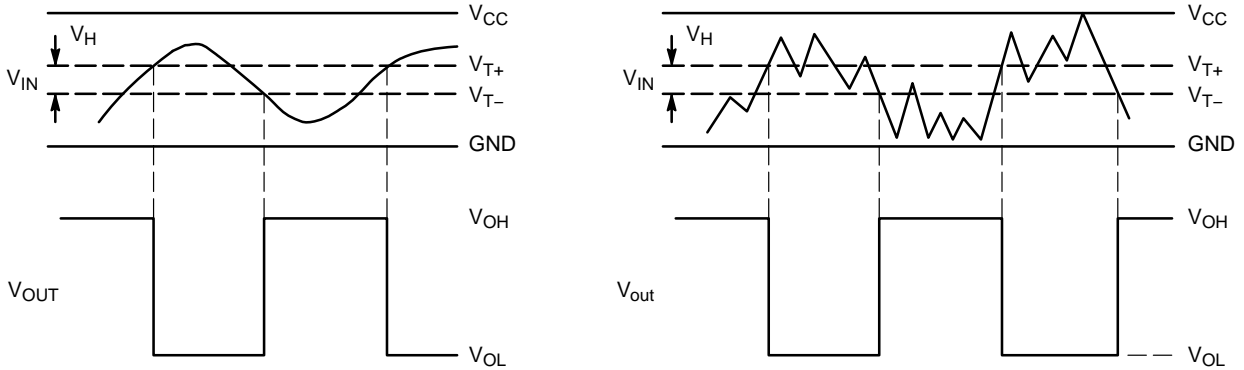 V_CC
V_H
V_IN
V_T+
V_T–
GND
V_OH
V_OUT
V_OL
V_CC
V_H
V_IN
V_T+
V_T–
GND
V_OH
V_out
V_OL